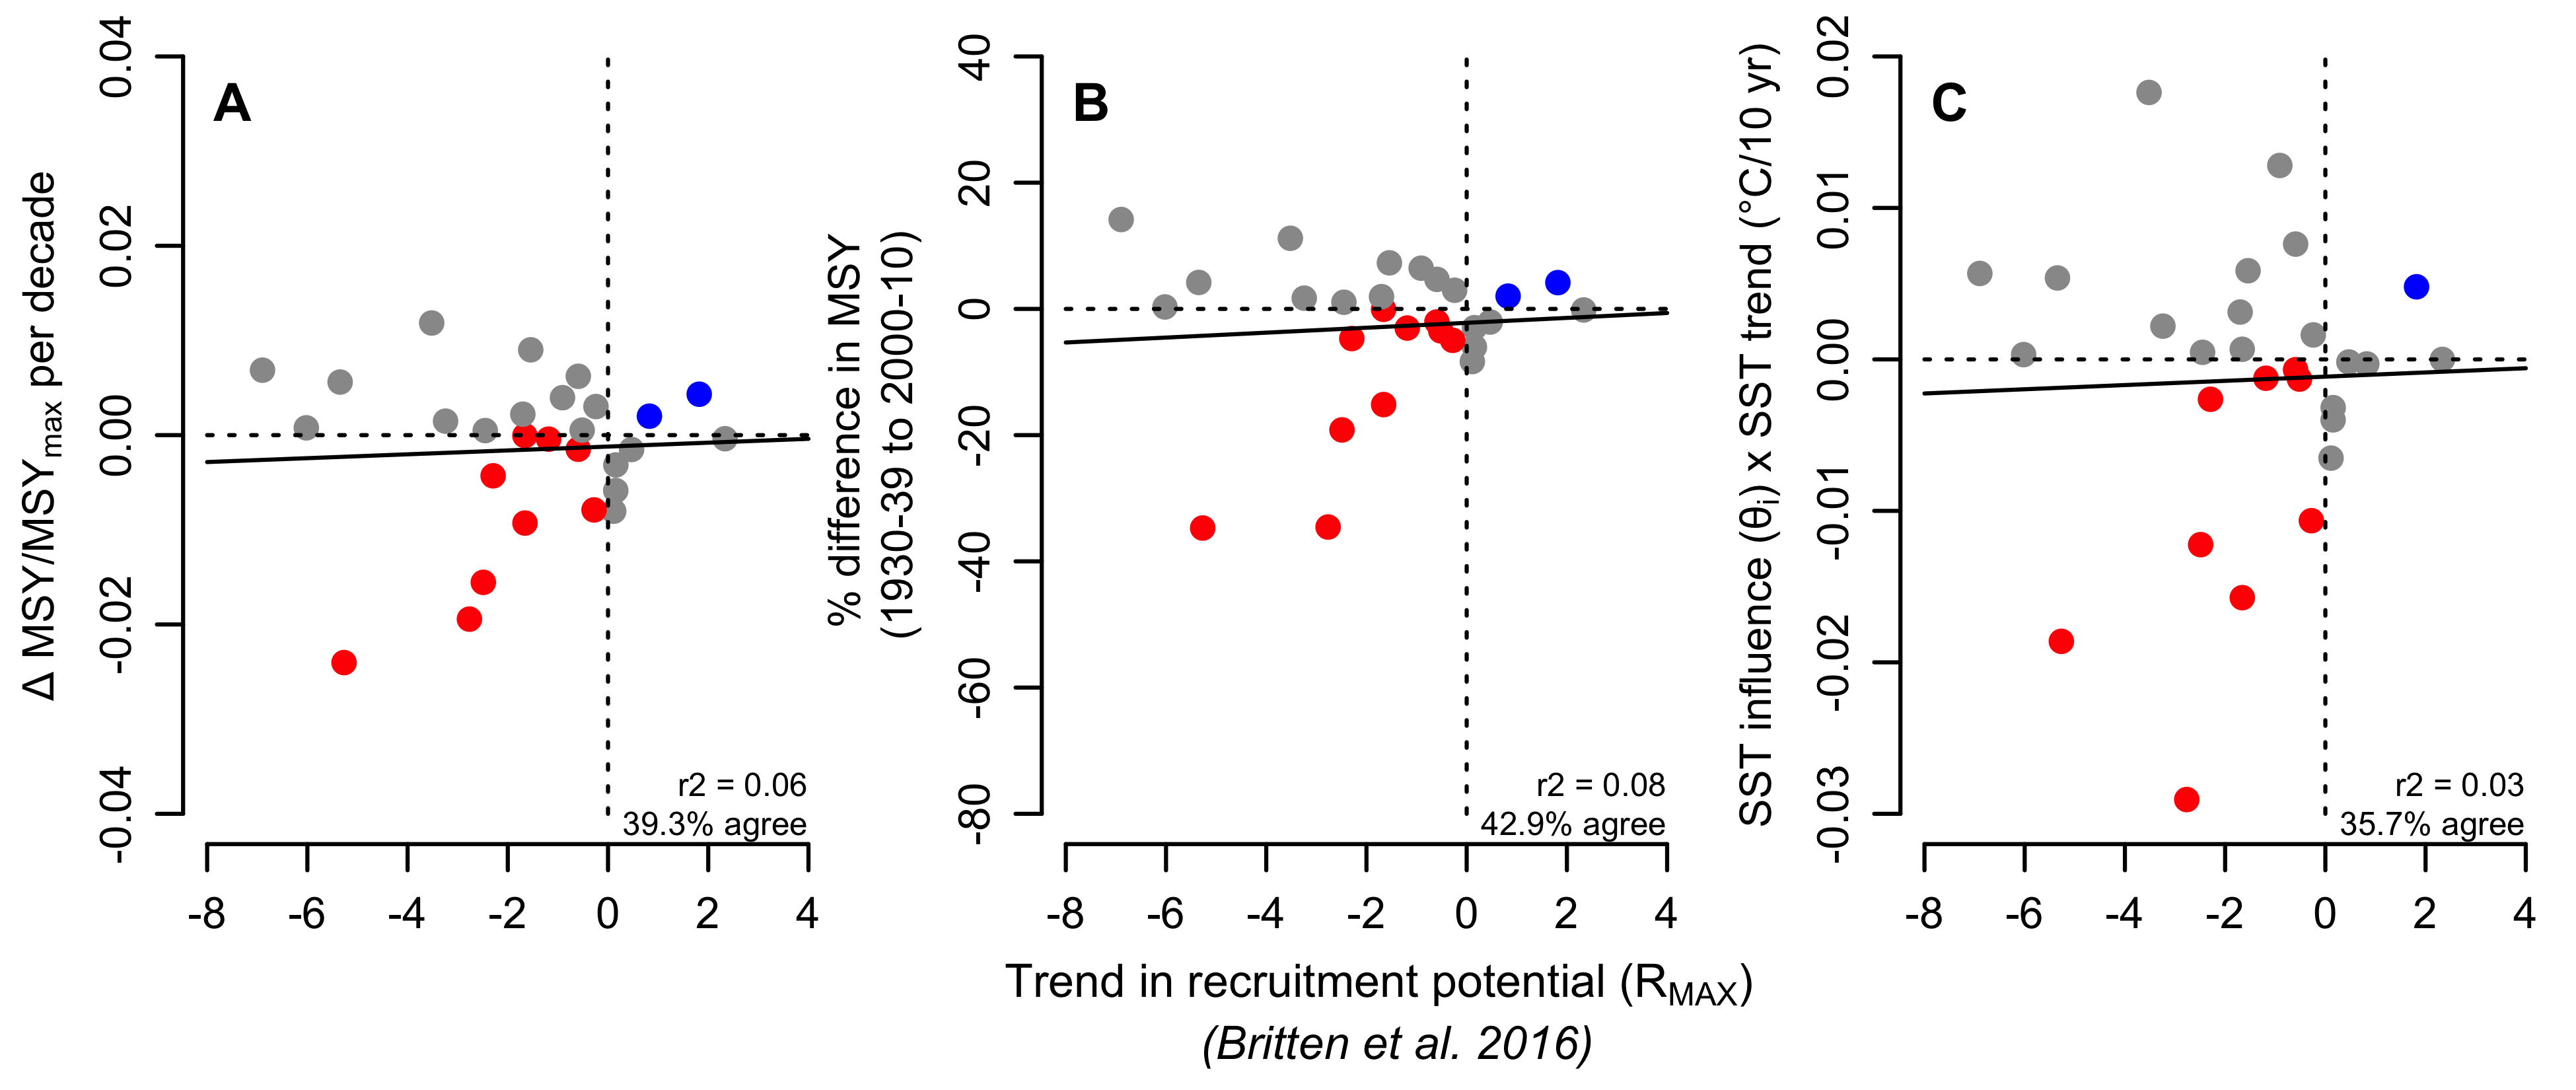 A
Δ MSY/MSYmax per decade
0.04
0.02
0.00
-0.02
-0.04
-8 -6 -4 -2 0 2 4
r2 = 0.06
39.3% agree
B
% difference in MSY
(1930-39 to 2000-10)
40
20
0
-20
-40
-60
-80
-8 -6 -4 -2 0 2 4
r2 = 0.08
42.9% agree
C
SST influence (θi) x SST trend (°C/10 yr)
0.02
0.01
0.00
-0.01
-0.02
-0.03
-8 -6 -4 -2 0 2 4
r2 = 0.03
35.7% agree
Trend in recruitment potential (RMAX)
(Britten et al. 2016)